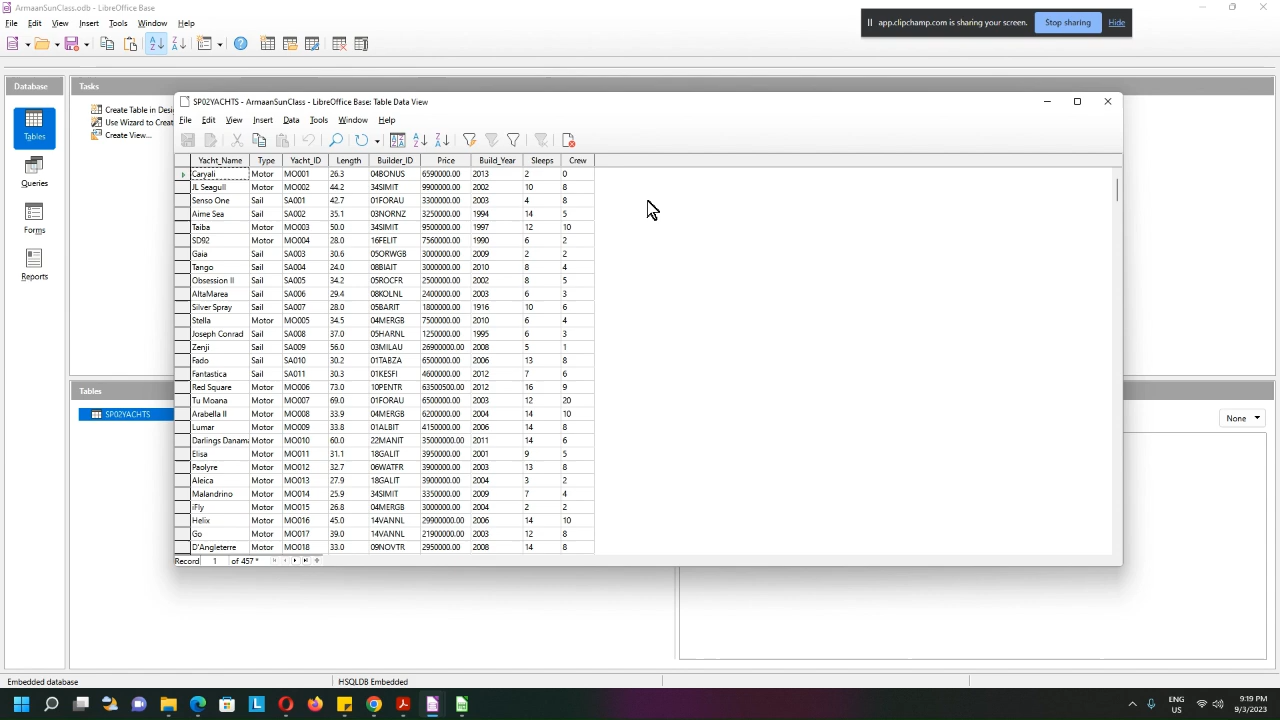 ArmaanSunClass.odb - LibreOffice Base
File Edit View Insert Tools Window Help
app.clipchamp.com is sharing your screen. Stop sharing Hide
Database
Tables
Queries
Forms
Reports
Tasks
Create Table in Desi
Use Wizard to Crea
Create View...
SP02YACHTS - ArmaanSunClass - LibreOffice Base: Table Data View
File Edit View Insert Data Tools Window Help
Yacht_Name Type Yacht_ID Length Builder_ID Price Build_Year Sleeps Crew
Caryali Motor MO001 26.3 04BONUS 6590000.00 2013 2 0
JL Seagull Motor MO002 44.2 34SIMIT 9900000.00 2002 10 8
Senso One Sail SA001 42.7 01FORAU 3300000.00 2003 4 8
Aime Sea Sail SA002 35.1 03NORNZ 3250000.00 1994 14 5
Taiba Motor MO003 50.0 34SIMIT 9500000.00 1997 12 10
SD92 Motor MO004 28.0 16FELIT 7560000.00 1990 6 2
Gaia Sail SA003 30.6 05ORWGB 3000000.00 2009 2 2
Tango Sail SA004 24.0 08BIAIT 3000000.00 2010 8 4
Obsession II Sail SA005 34.2 05ROCFR 2500000.00 2002 8 5
AltaMarea Sail SA006 29.4 08KOLNL 2400000.00 2003 6 3
Silver Spray Sail SA007 28.0 05BARIT 1800000.00 1916 10 6
Stella Motor MO005 34.5 04MERGB 7500000.00 2010 6 4
Joseph Conrad Sail SA008 37.0 05HARNL 1250000.00 1995 6 3
Zenji Sail SA009 56.0 03MILAU 26900000.00 2008 5 1
Fado Sail SA010 30.2 01TABZA 6500000.00 2006 13 8
Fantastica Sail SA011 30.3 01KESFI 4600000.00 2012 7 6
Red Square Motor MO006 73.0 10PENTR 63500500.00 2012 16 9
Tu Moana Motor MO007 69.0 01FORAU 6500000.00 2003 12 20
Arabella II Motor MO008 33.9 04MERGB 6200000.00 2004 14 10
Lumar Motor MO009 33.8 01ALBIT 4150000.00 2006 14 8
Darlings Danama Motor MO010 60.0 22MANIT 35000000.00 2011 14 6
Elisa Motor MO011 31.1 18GALIT 3950000.00 2001 9 5
Paolyre Motor MO012 32.7 06WATFR 3900000.00 2003 13 8
Aleica Motor MO013 27.9 18GALIT 3900000.00 2004 3 2
Malandrino Motor MO014 25.9 34SIMIT 3350000.00 2009 7 4
iFly Motor MO015 26.8 04MERGB 3000000.00 2004 2 2
Helix Motor MO016 45.0 14VANNL 29900000.00 2006 14 10
Go Motor MO017 39.0 14VANNL 21900000.00 2003 12 8
D'Angleterre Motor MO018 33.0 09NOVTR 2950000.00 2008 14 8
Record 1 of 457 *
Tables
SP02YACHTS
None
Embedded database HSQLDB Embedded
ENG
US
9:19 PM
9/3/2023